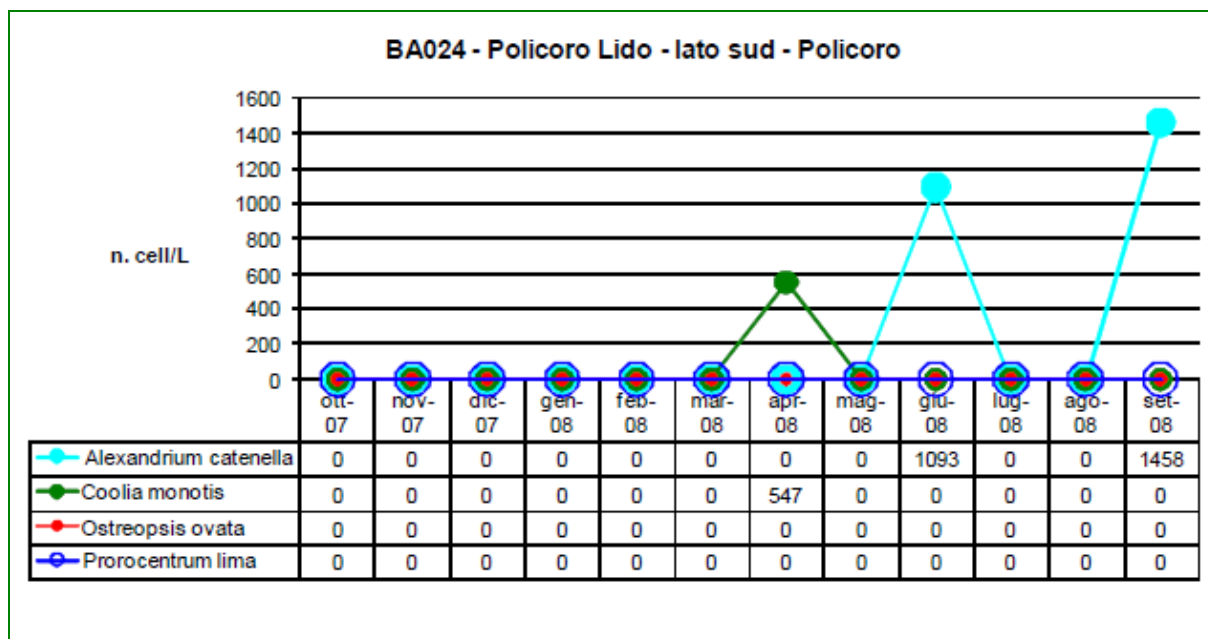 BA024 - Policoro Lido - lato sud - Policoro
1600
1400
1200
1000
800
600
400
200
0
n. cell/L
ott-07 nov-07 dic-07 gen-08 feb-08 mar-08 apr-08 mag-08 giu-08 lug-08 ago-08 set-08
Alexandrium catenella 0 0 0 0 0 0 0 0 1093 0 0 1458
Coolia monotis 0 0 0 0 0 0 547 0 0 0 0 0
Ostreopsis ovata 0 0 0 0 0 0 0 0 0 0 0 0
Prorocentrum lima 0 0 0 0 0 0 0 0 0 0 0 0